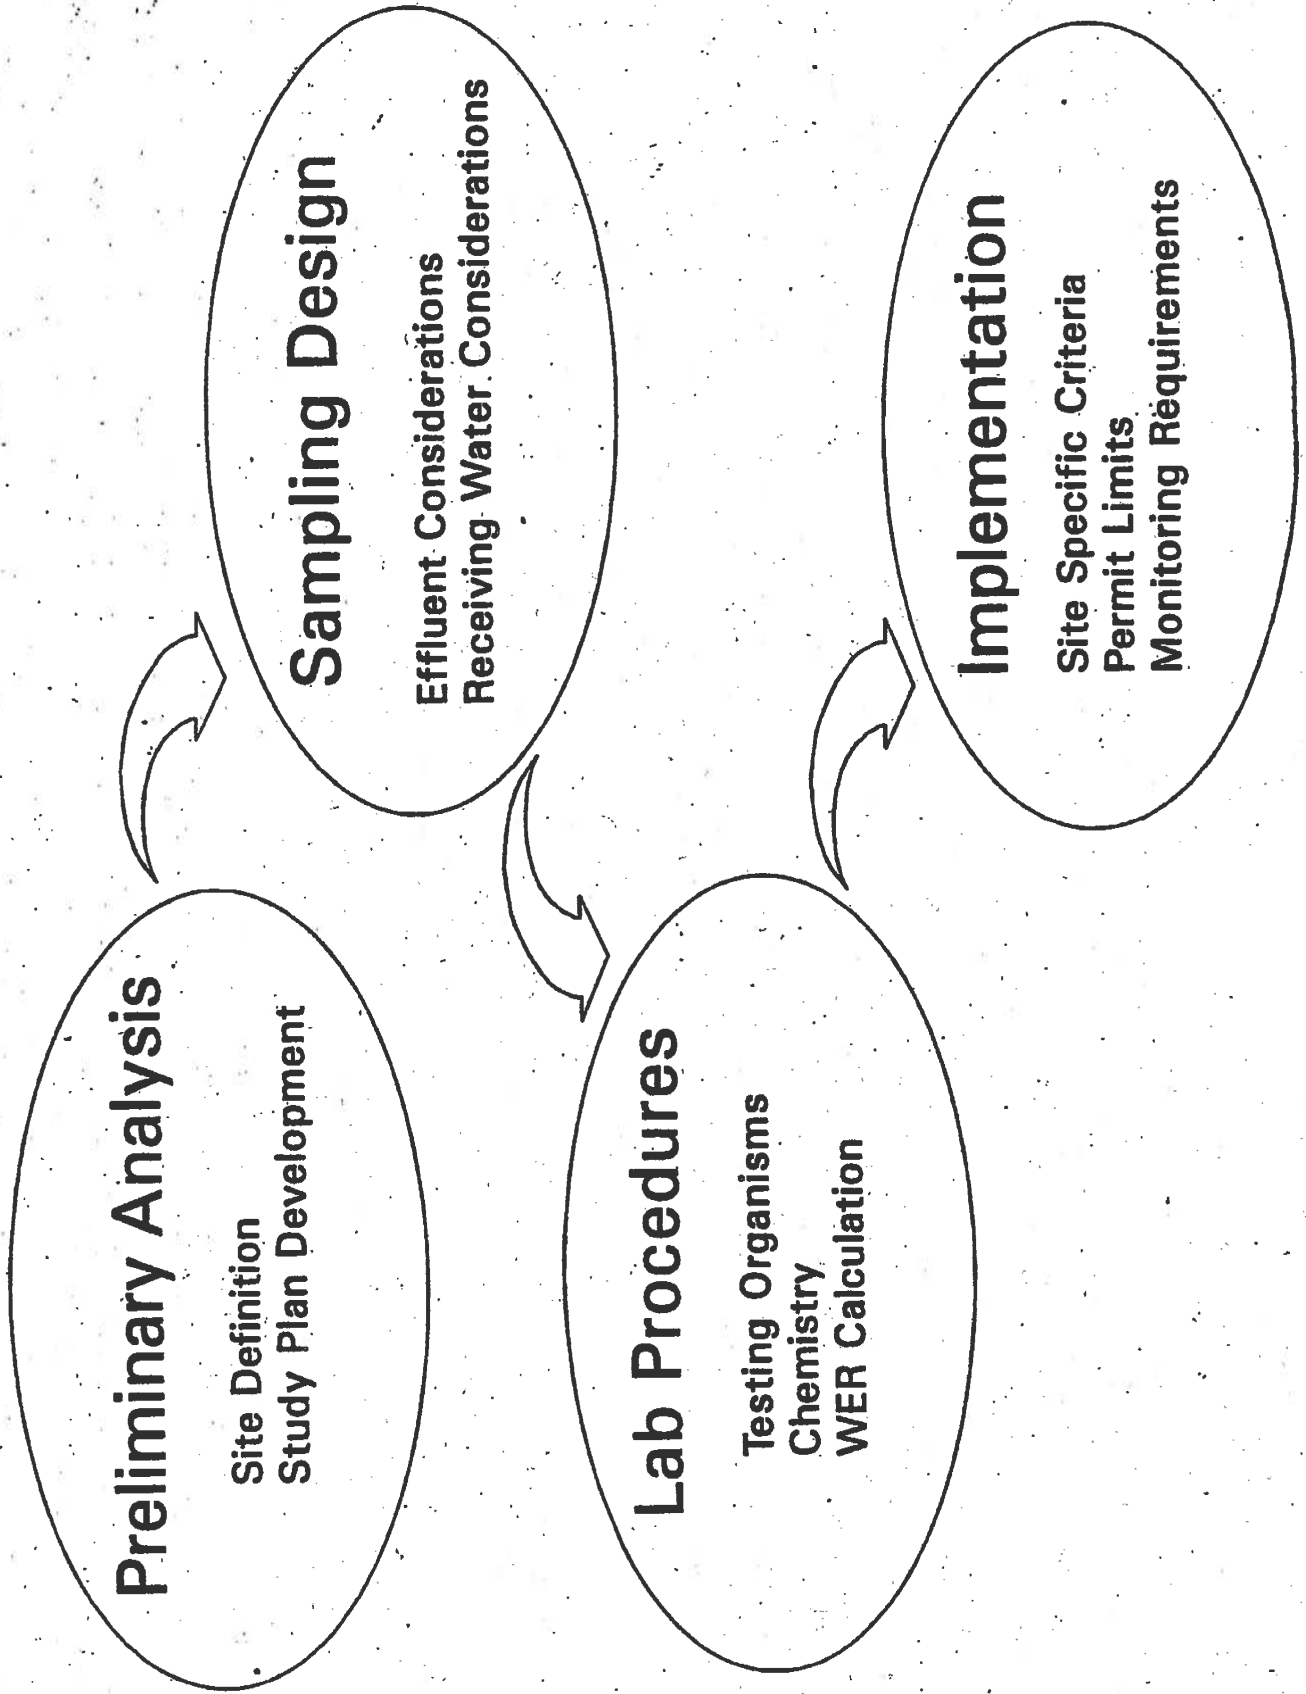 Preliminary Analysis
Site Definition
Study Plan Development
Sampling Design
Effluent Considerations
Receiving Water Considerations
Lab Procedures
Testing Organisms
Chemistry
WER Calculation
Implementation
Site Specific Criteria
Permit Limits
Monitoring Requirements